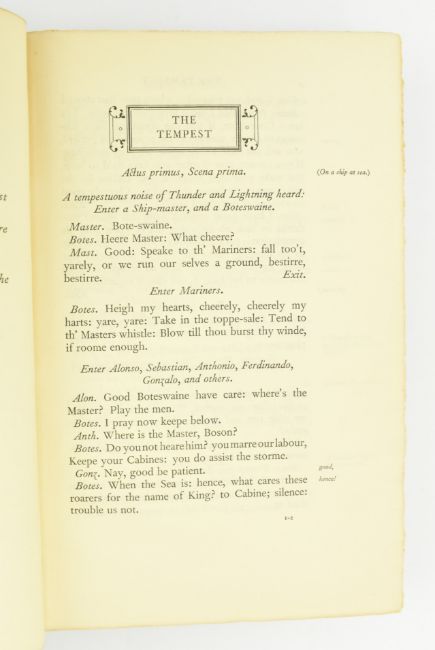 THE
TEMPEST
Actus primus, Scena prima.
(On a ship at sea.)
A tempestuous noise of Thunder and Lightning heard:
Enter a Ship-master, and a Boteswaine.
Master. Bote-swaine.
Botes. Heere Master: What cheere?
Mast. Good: Speake to th' Mariners: fall too't,
yarely, or we run our selves a ground, bestirre,
bestirre. Exit.
Enter Mariners.
Botes. Heigh my hearts, cheerely, cheerely my
harts: yare, yare: Take in the toppe-sale: Tend to
th' Masters whistle: Blow till thou burst thy winde,
if roome enough.
Enter Alonso, Sebastian, Anthonio, Ferdinando,
Gonzalo, and others.
Alon. Good Boteswaine have care: where's the
Master? Play the men.
Botes. I pray now keepe below.
Anth. Where is the Master, Boson?
Botes. Do you not heare him? you marre our labour,
Keepe your Cabines: you do assist the storme.
Gonz. Nay, good be patient.
good,
Botes. When the Sea is: hence, what cares these
hence!
roarers for the name of King? to Cabine; silence:
trouble us not.
1-2
st
re
he